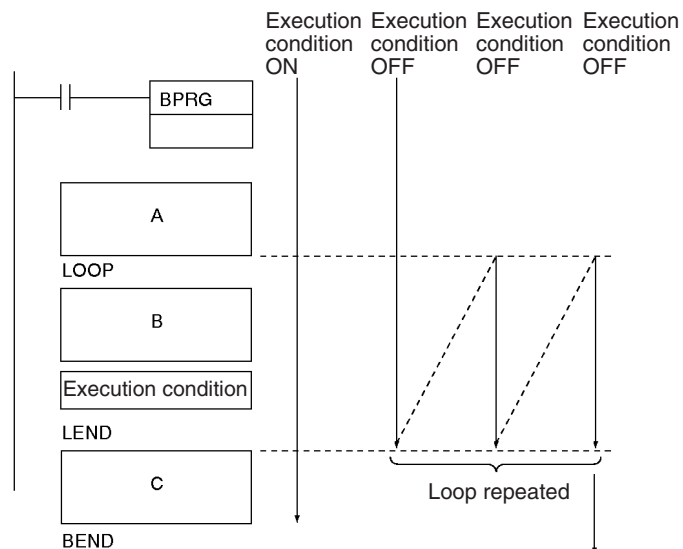 Execution condition ON
Execution condition OFF
Execution condition OFF
Execution condition OFF
BPRG
A
LOOP
B
Execution condition
LEND
C
Loop repeated
BEND